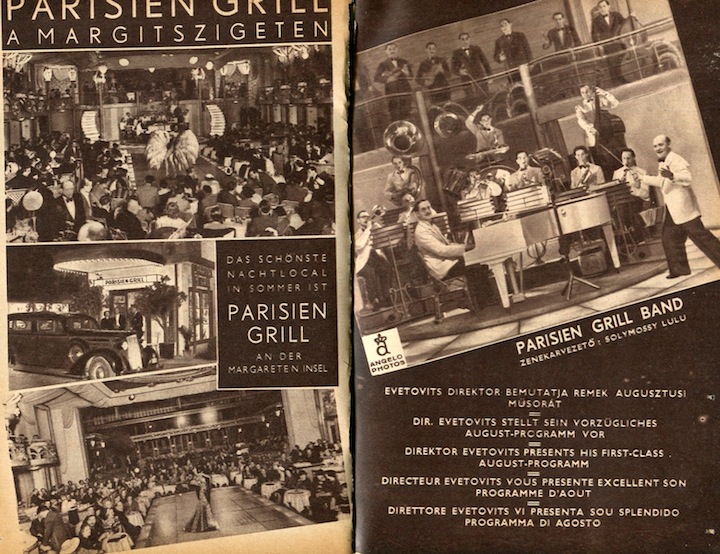 PARISIEN GRILL
A MARGITSZIGETEN
PARISIEN GRILL
DAS SCHÖNSTE
NACHTLOCAL
IN SOMMER IST
PARISIEN
GRILL
AN DER
MARGARETEN INSEL
a
ANGELO
PHOTOS
PARISIEN GRILL BAND
ZENEKARVEZETŐ: SOLYMOSSY LULU
EVETOVITS DIREKTOR BEMUTATJA REMEK AUGUSZTUSI
MŰSORÁT
DIR. EVETOVITS STELLT SEIN VORZÜGLICHES
AUGUST-PROGRAMM VOR
DIREKTOR EVETOVITS PRESENTS HIS FIRST-CLASS .
AUGUST-PROGRAMM
DIRECTEUR EVETOVITS VOUS PRESENTE EXCELLENT SON
PROGRAMME D'AOUT
DIRETTORE EVETOVITS VI PRESENTA SOU SPLENDIDO
PROGRAMMA DI AGOSTO